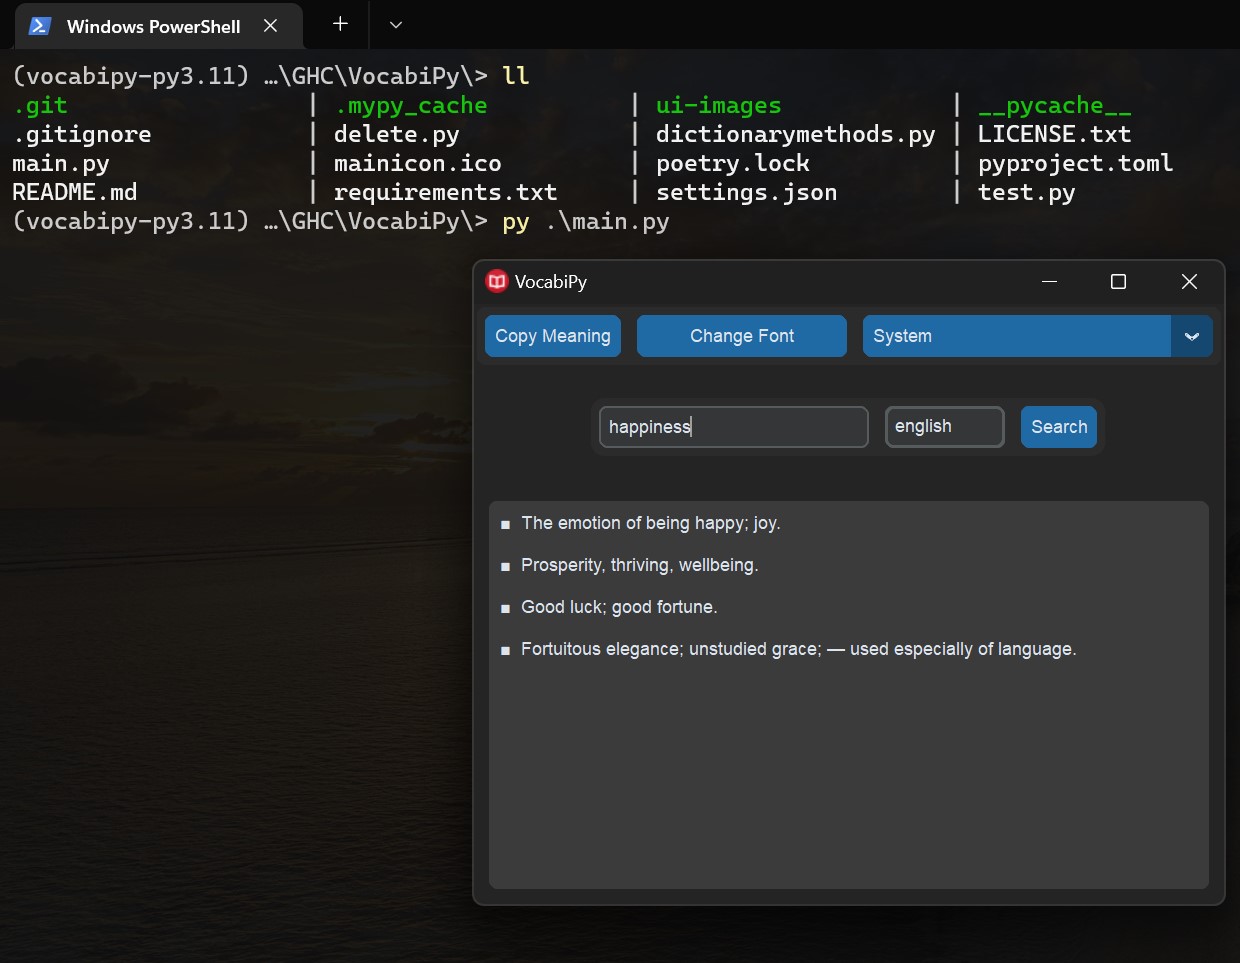 Windows PowerShell
(vocabipy-py3.11) …\GHC\VocabiPy\> ll
.git | .mypy_cache | ui-images | __pycache__
.gitignore | delete.py | dictionarymethods.py | LICENSE.txt
main.py | mainicon.ico | poetry.lock | pyproject.toml
README.md | requirements.txt | settings.json | test.py
(vocabipy-py3.11) …\GHC\VocabiPy\> py .\main.py
VocabiPy
Copy Meaning Change Font System
happiness english Search
▪ The emotion of being happy; joy.
▪ Prosperity, thriving, wellbeing.
▪ Good luck; good fortune.
▪ Fortuitous elegance; unstudied grace; — used especially of language.